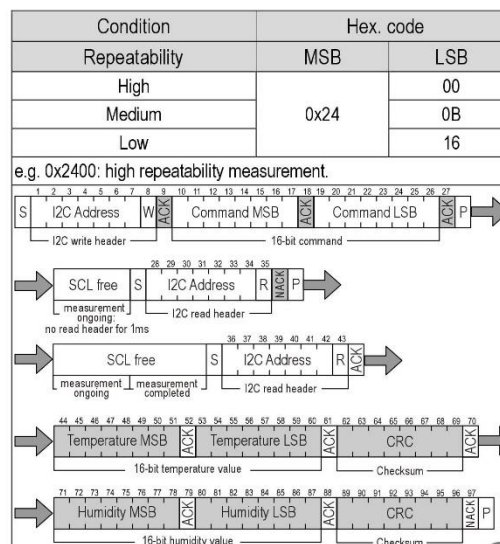 Condition Hex. code
Repeatability MSB LSB
High 0x24 00
Medium 0B
Low 16
e.g. 0x2400: high repeatability measurement.
1 2 3 4 5 6 7 8 9 10 11 12 13 14 15 16 17 18 19 20 21 22 23 24 25 26 27
S I2C Address W ACK Command MSB ACK Command LSB ACK P
I2C write header 16-bit command
28 29 30 31 32 33 34 35
SCL free S I2C Address R NACK P
measurement ongoing: no read header for 1ms I2C read header
36 37 38 39 40 41 42 43
SCL free S I2C Address R ACK
measurement ongoing measurement completed I2C read header
44 45 46 47 48 49 50 51 52 53 54 55 56 57 58 59 60 61 62 63 64 65 66 67 68 69 70
Temperature MSB ACK Temperature LSB ACK CRC ACK
16-bit temperature value Checksum
71 72 73 74 75 76 77 78 79 80 81 82 83 84 85 86 87 88 89 90 91 92 93 94 95 96 97
Humidity MSB ACK Humidity LSB ACK CRC NACK P
16-bit humidity value Checksum